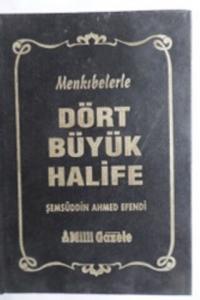 Menkıbelerle
DÖRT
BÜYÜK
HALİFE
ŞEMSÜDDİN AHMED EFENDİ
Milli Gazete